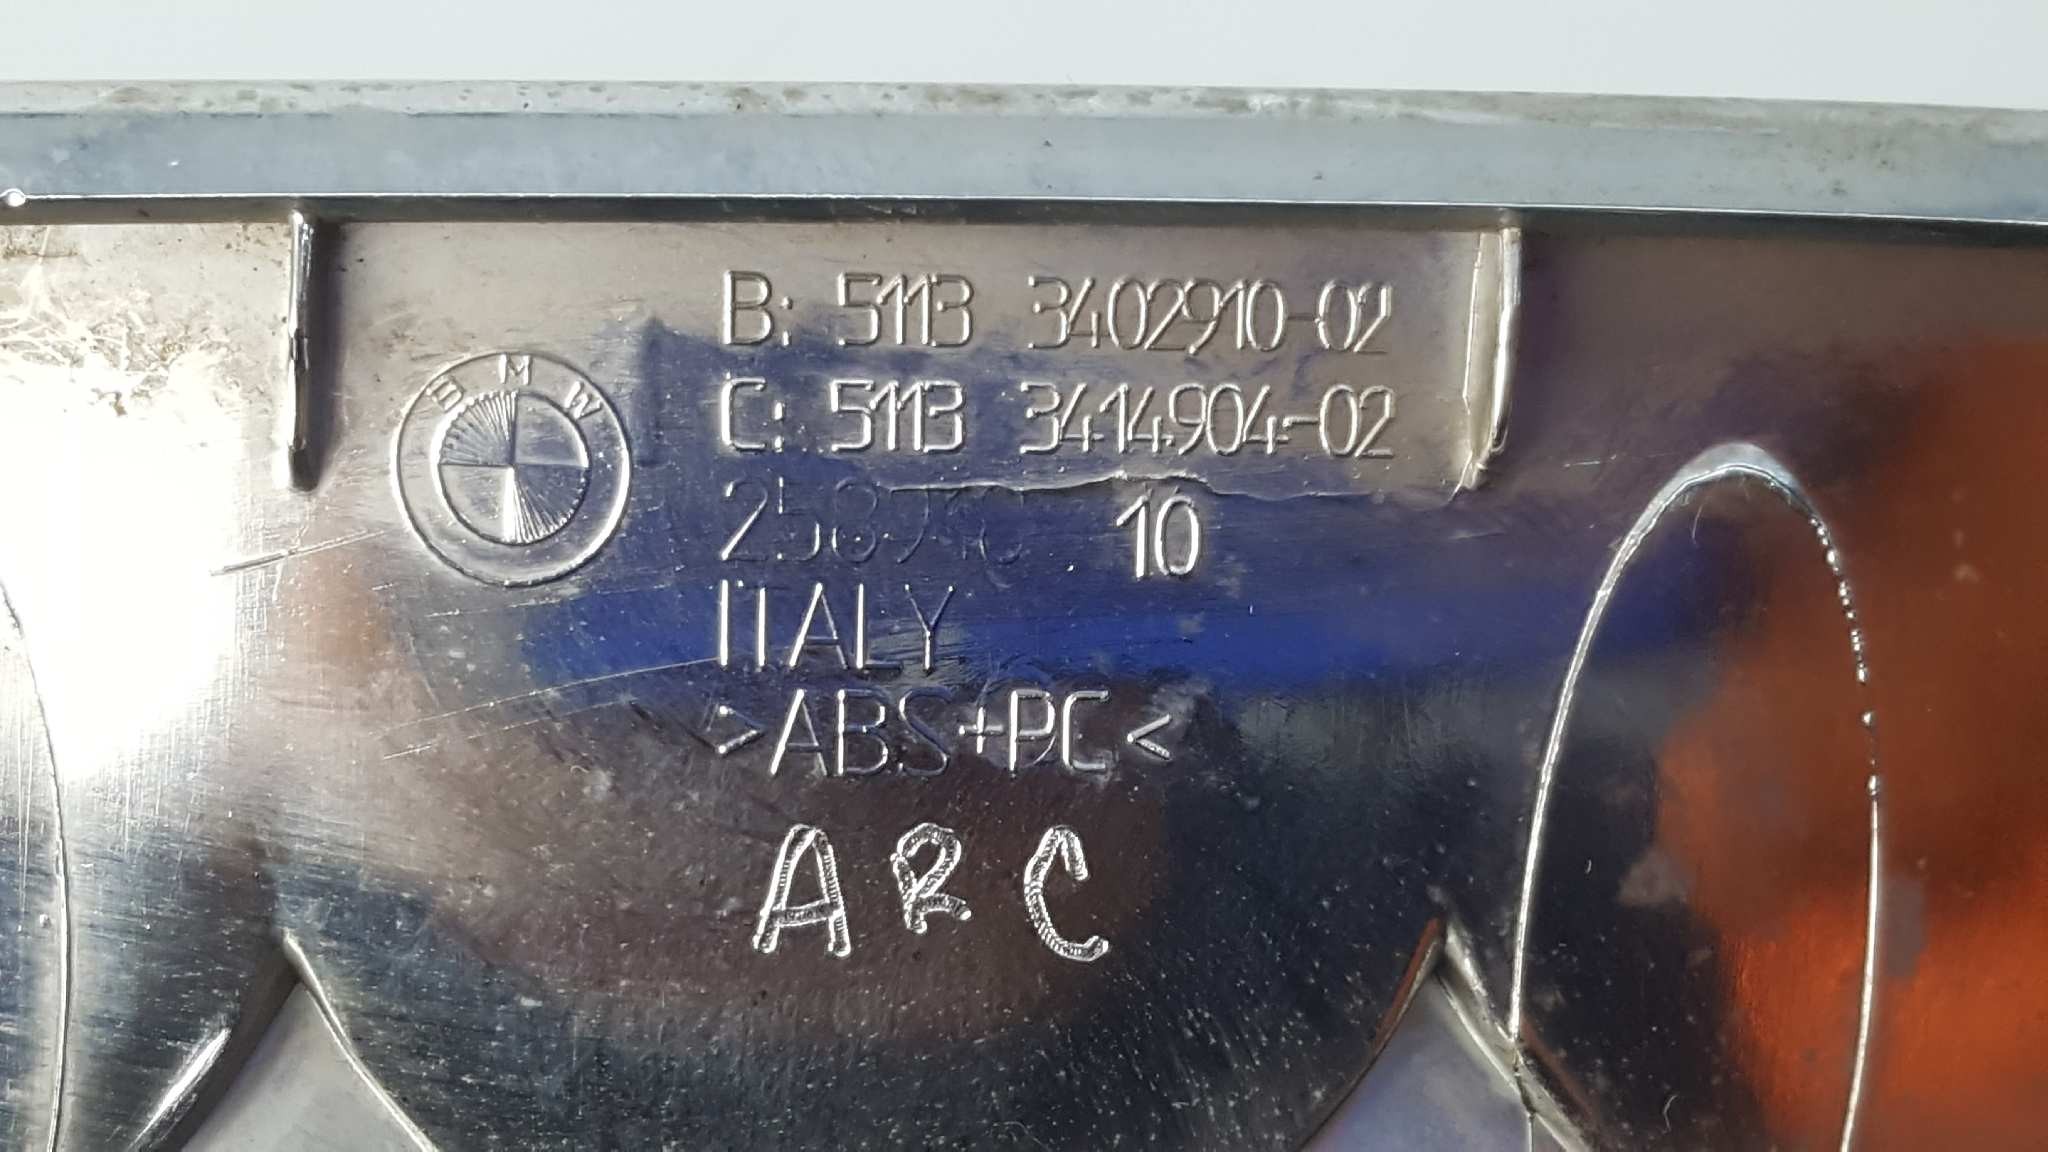 BMW
B: 5113 3402910-02
C: 5113 3414904-02
10
ITALY
>ABS+PC<
ARC